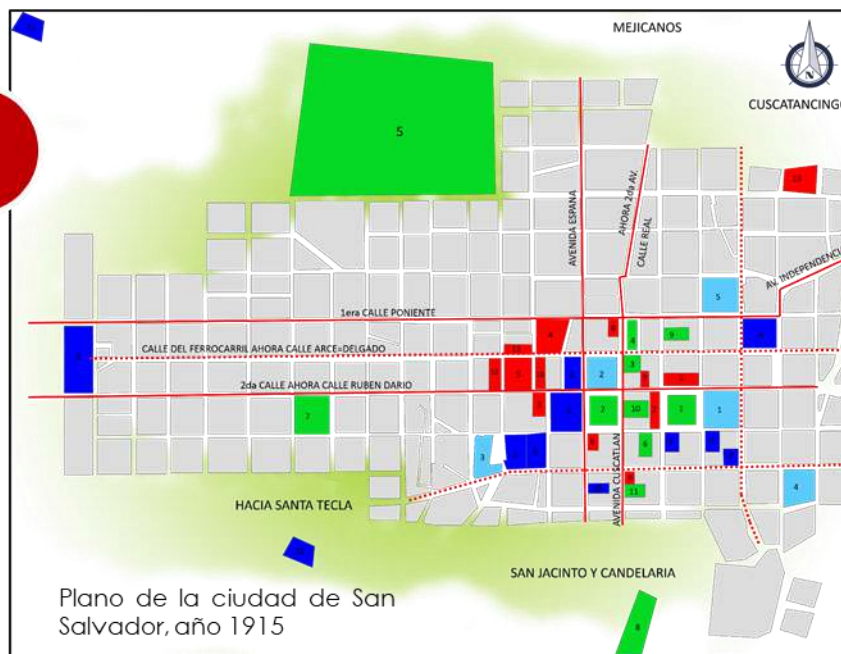 MEJICANOS
N
CUSCATANCINGO
5
AVENIDA ESPAÑA
AHORA 2da AV.
CALLE REAL
AV. INDEPENDENCIA
5
1era CALLE PONIENTE
CALLE DEL FERROCARRIL AHORA CALLE ARCE=DELGADO
4
9
3
2
2da CALLE AHORA CALLE RUBEN DARIO
7
2
10
1
1
3
6
4
11
AVENIDA CUSCATLAN
HACIA SANTA TECLA
SAN JACINTO Y CANDELARIA
8
Plano de la ciudad de San
Salvador, año 1915